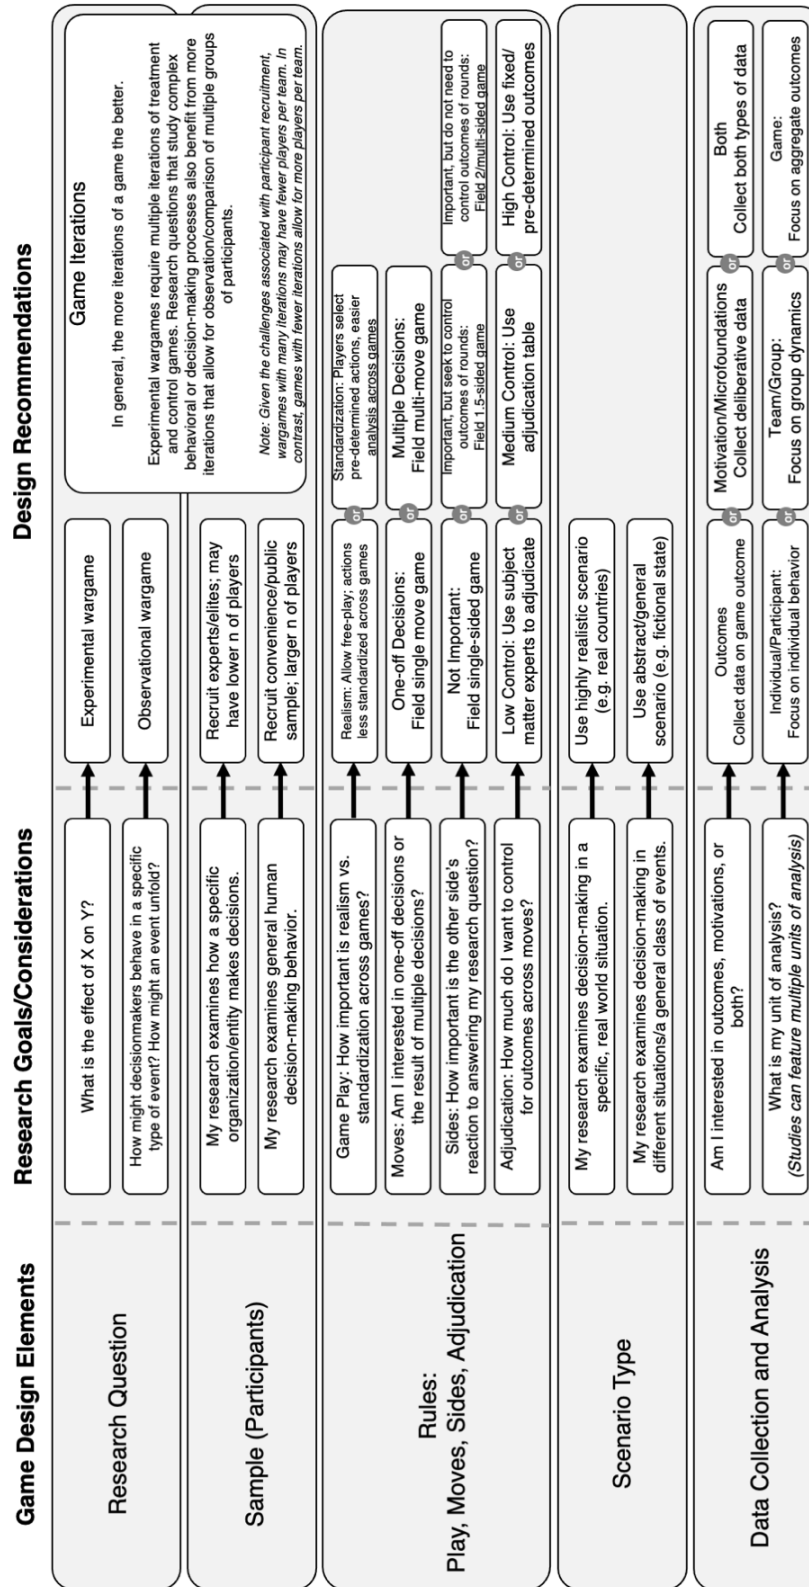 Game Design Elements
Research Goals/Considerations
Design Recommendations
Research Question
What is the effect of X on Y?
Experimental wargame
How might decisionmakers behave in a specific
type of event? How might an event unfold?
Observational wargame
Game Iterations
In general, the more iterations of a game the better.
Experimental wargames require multiple iterations of treatment
and control games. Research questions that study complex
behavioral or decision-making processes also benefit from more
iterations that allow for observation/comparison of multiple groups
of participants.
Note: Given the challenges associated with participant recruitment,
wargames with many iterations may have fewer players per team. In
contrast, games with fewer iterations allow for more players per team.
Sample (Participants)
My research examines how a specific
organization/entity makes decisions.
Recruit experts/elites; may
have lower n of players
My research examines general human
decision-making behavior.
Recruit convenience/public
sample; larger n of players
Rules:
Play, Moves, Sides, Adjudication
Game Play: How important is realism vs.
standardization across games?
Realism: Allow free-play; actions
less standardized across games
or
Standardization: Players select
pre-determined actions, easier
analysis across games
Moves: Am I interested in one-off decisions or
the result of multiple decisions?
One-off Decisions:
Field single move game
or
Multiple Decisions:
Field multi-move game
Sides: How important is the other side's
reaction to answering my research question?
Not Important:
Field single-sided game
or
Important, but seek to control
outcomes of rounds:
Field 1.5-sided game
or
Important, but do not need to
control outcomes of rounds:
Field 2/multi-sided game
Adjudication: How much do I want to control
for outcomes across moves?
Low Control: Use subject
matter experts to adjudicate
or
Medium Control: Use
adjudication table
or
High Control: Use fixed/
pre-determined outcomes
Scenario Type
My research examines decision-making in a
specific, real world situation.
Use highly realistic scenario
(e.g. real countries)
My research examines decision-making in
different situations/a general class of events.
Use abstract/general
scenario (e.g. fictional state)
Data Collection and Analysis
Am I interested in outcomes, motivations, or
both?
Outcomes
Collect data on game outcome
or
Motivation/Microfoundations
Collect deliberative data
or
Both
Collect both types of data
What is my unit of analysis?
(Studies can feature multiple units of analysis)
Individual/Participant:
Focus on individual behavior
or
Team/Group:
Focus on group dynamics
or
Game:
Focus on aggregate outcomes